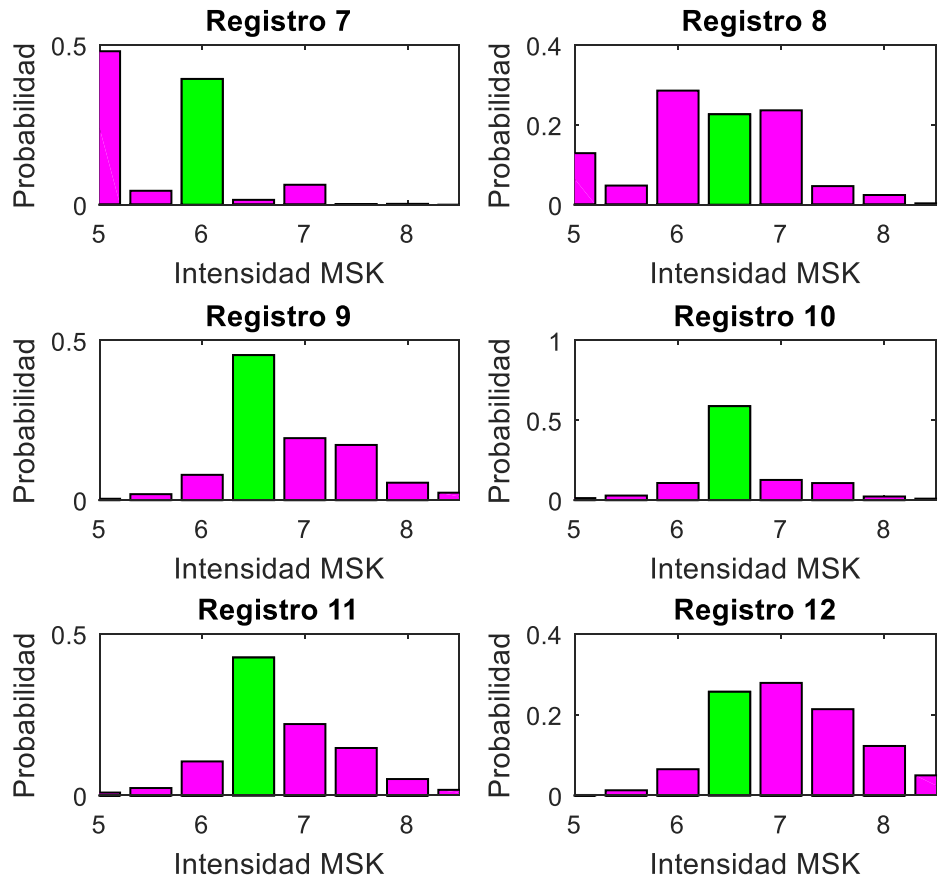 Registro 7
Probabilidad
0.5
0
5 6 7 8
Intensidad MSK
Registro 8
Probabilidad
0.4
0.2
0
5 6 7 8
Intensidad MSK
Registro 9
Probabilidad
0.5
0
5 6 7 8
Intensidad MSK
Registro 10
Probabilidad
1
0.5
0
5 6 7 8
Intensidad MSK
Registro 11
Probabilidad
0.5
0
5 6 7 8
Intensidad MSK
Registro 12
Probabilidad
0.4
0.2
0
5 6 7 8
Intensidad MSK